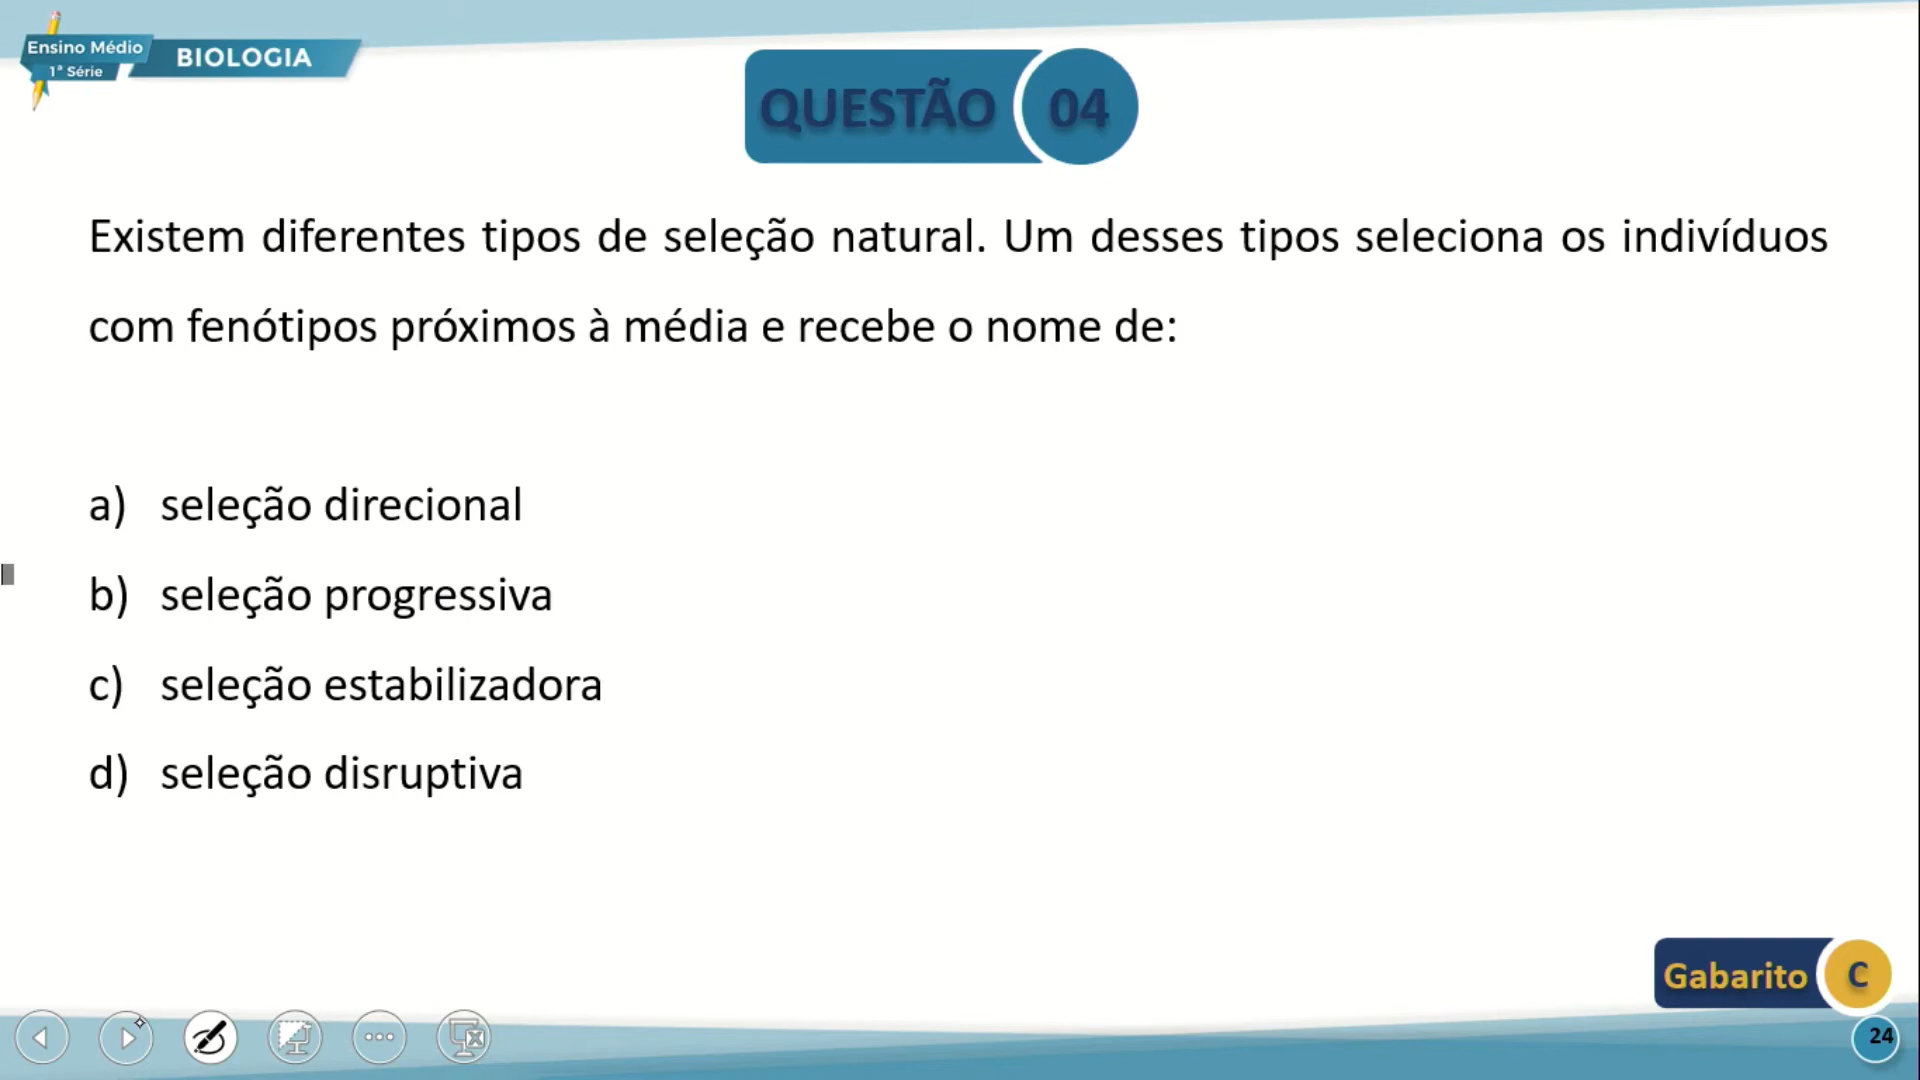 Ensino Médio
1ª Série
BIOLOGIA
QUESTÃO 04
Existem diferentes tipos de seleção natural. Um desses tipos seleciona os indivíduos
com fenótipos próximos à média e recebe o nome de:
a) seleção direcional
b) seleção progressiva
c) seleção estabilizadora
d) seleção disruptiva
Gabarito C
24